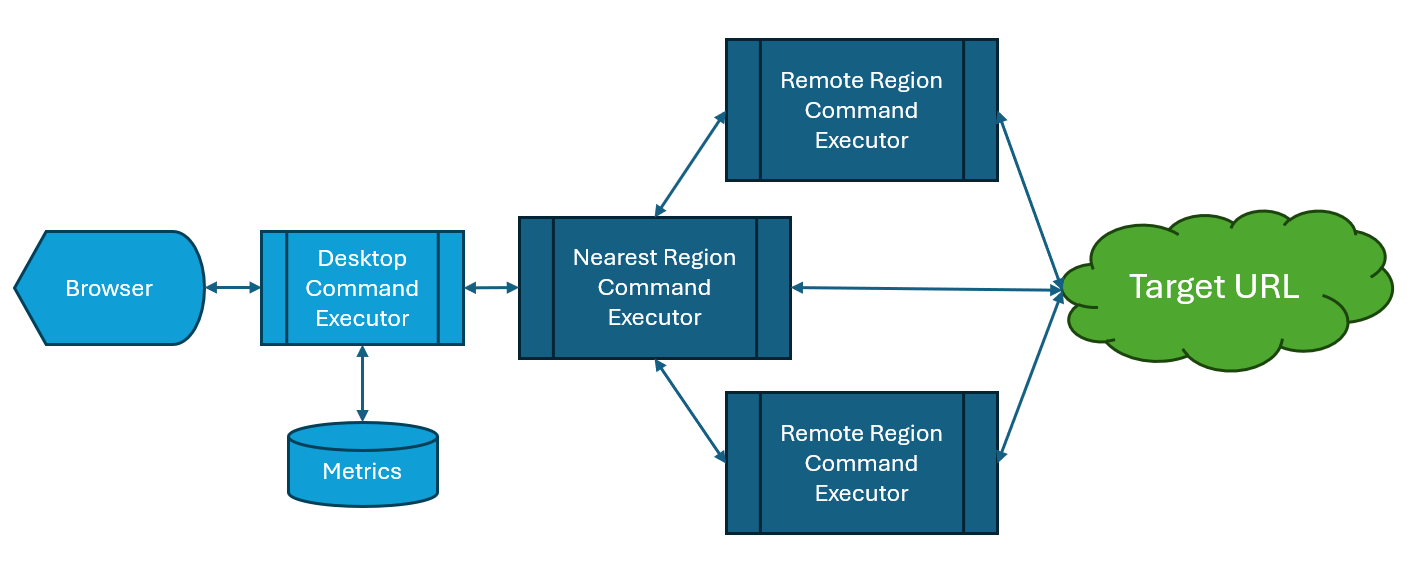 Remote Region
Command
Executor
Browser
Desktop
Command
Executor
Nearest Region
Command
Executor
Target URL
Remote Region
Command
Executor
Metrics